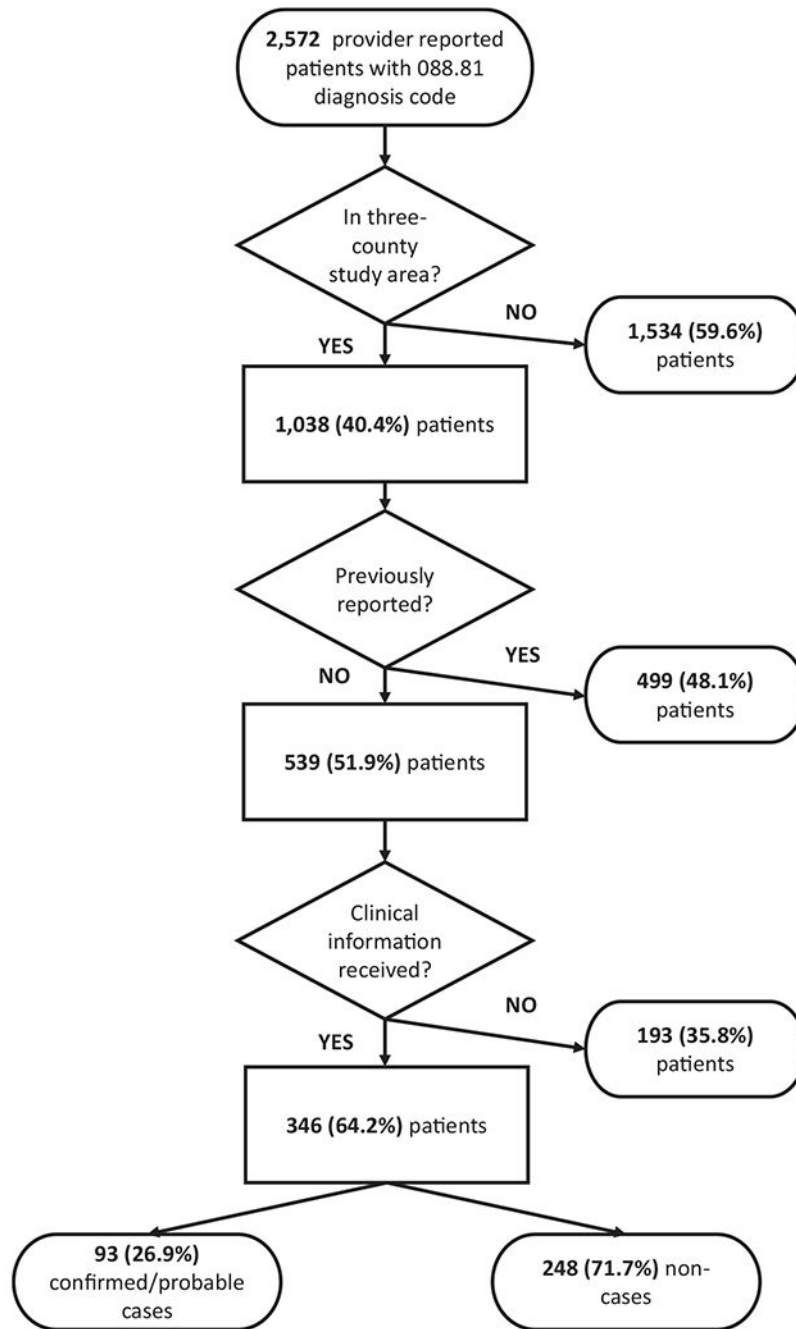 2,572 provider reported
patients with 088.81
diagnosis code
In three-
county
study area?
NO
YES
1,534 (59.6%)
patients
1,038 (40.4%) patients
Previously
reported?
YES
NO
499 (48.1%)
patients
539 (51.9%) patients
Clinical
information
received?
NO
YES
193 (35.8%)
patients
346 (64.2%) patients
93 (26.9%)
confirmed/probable
cases
248 (71.7%) non-
cases